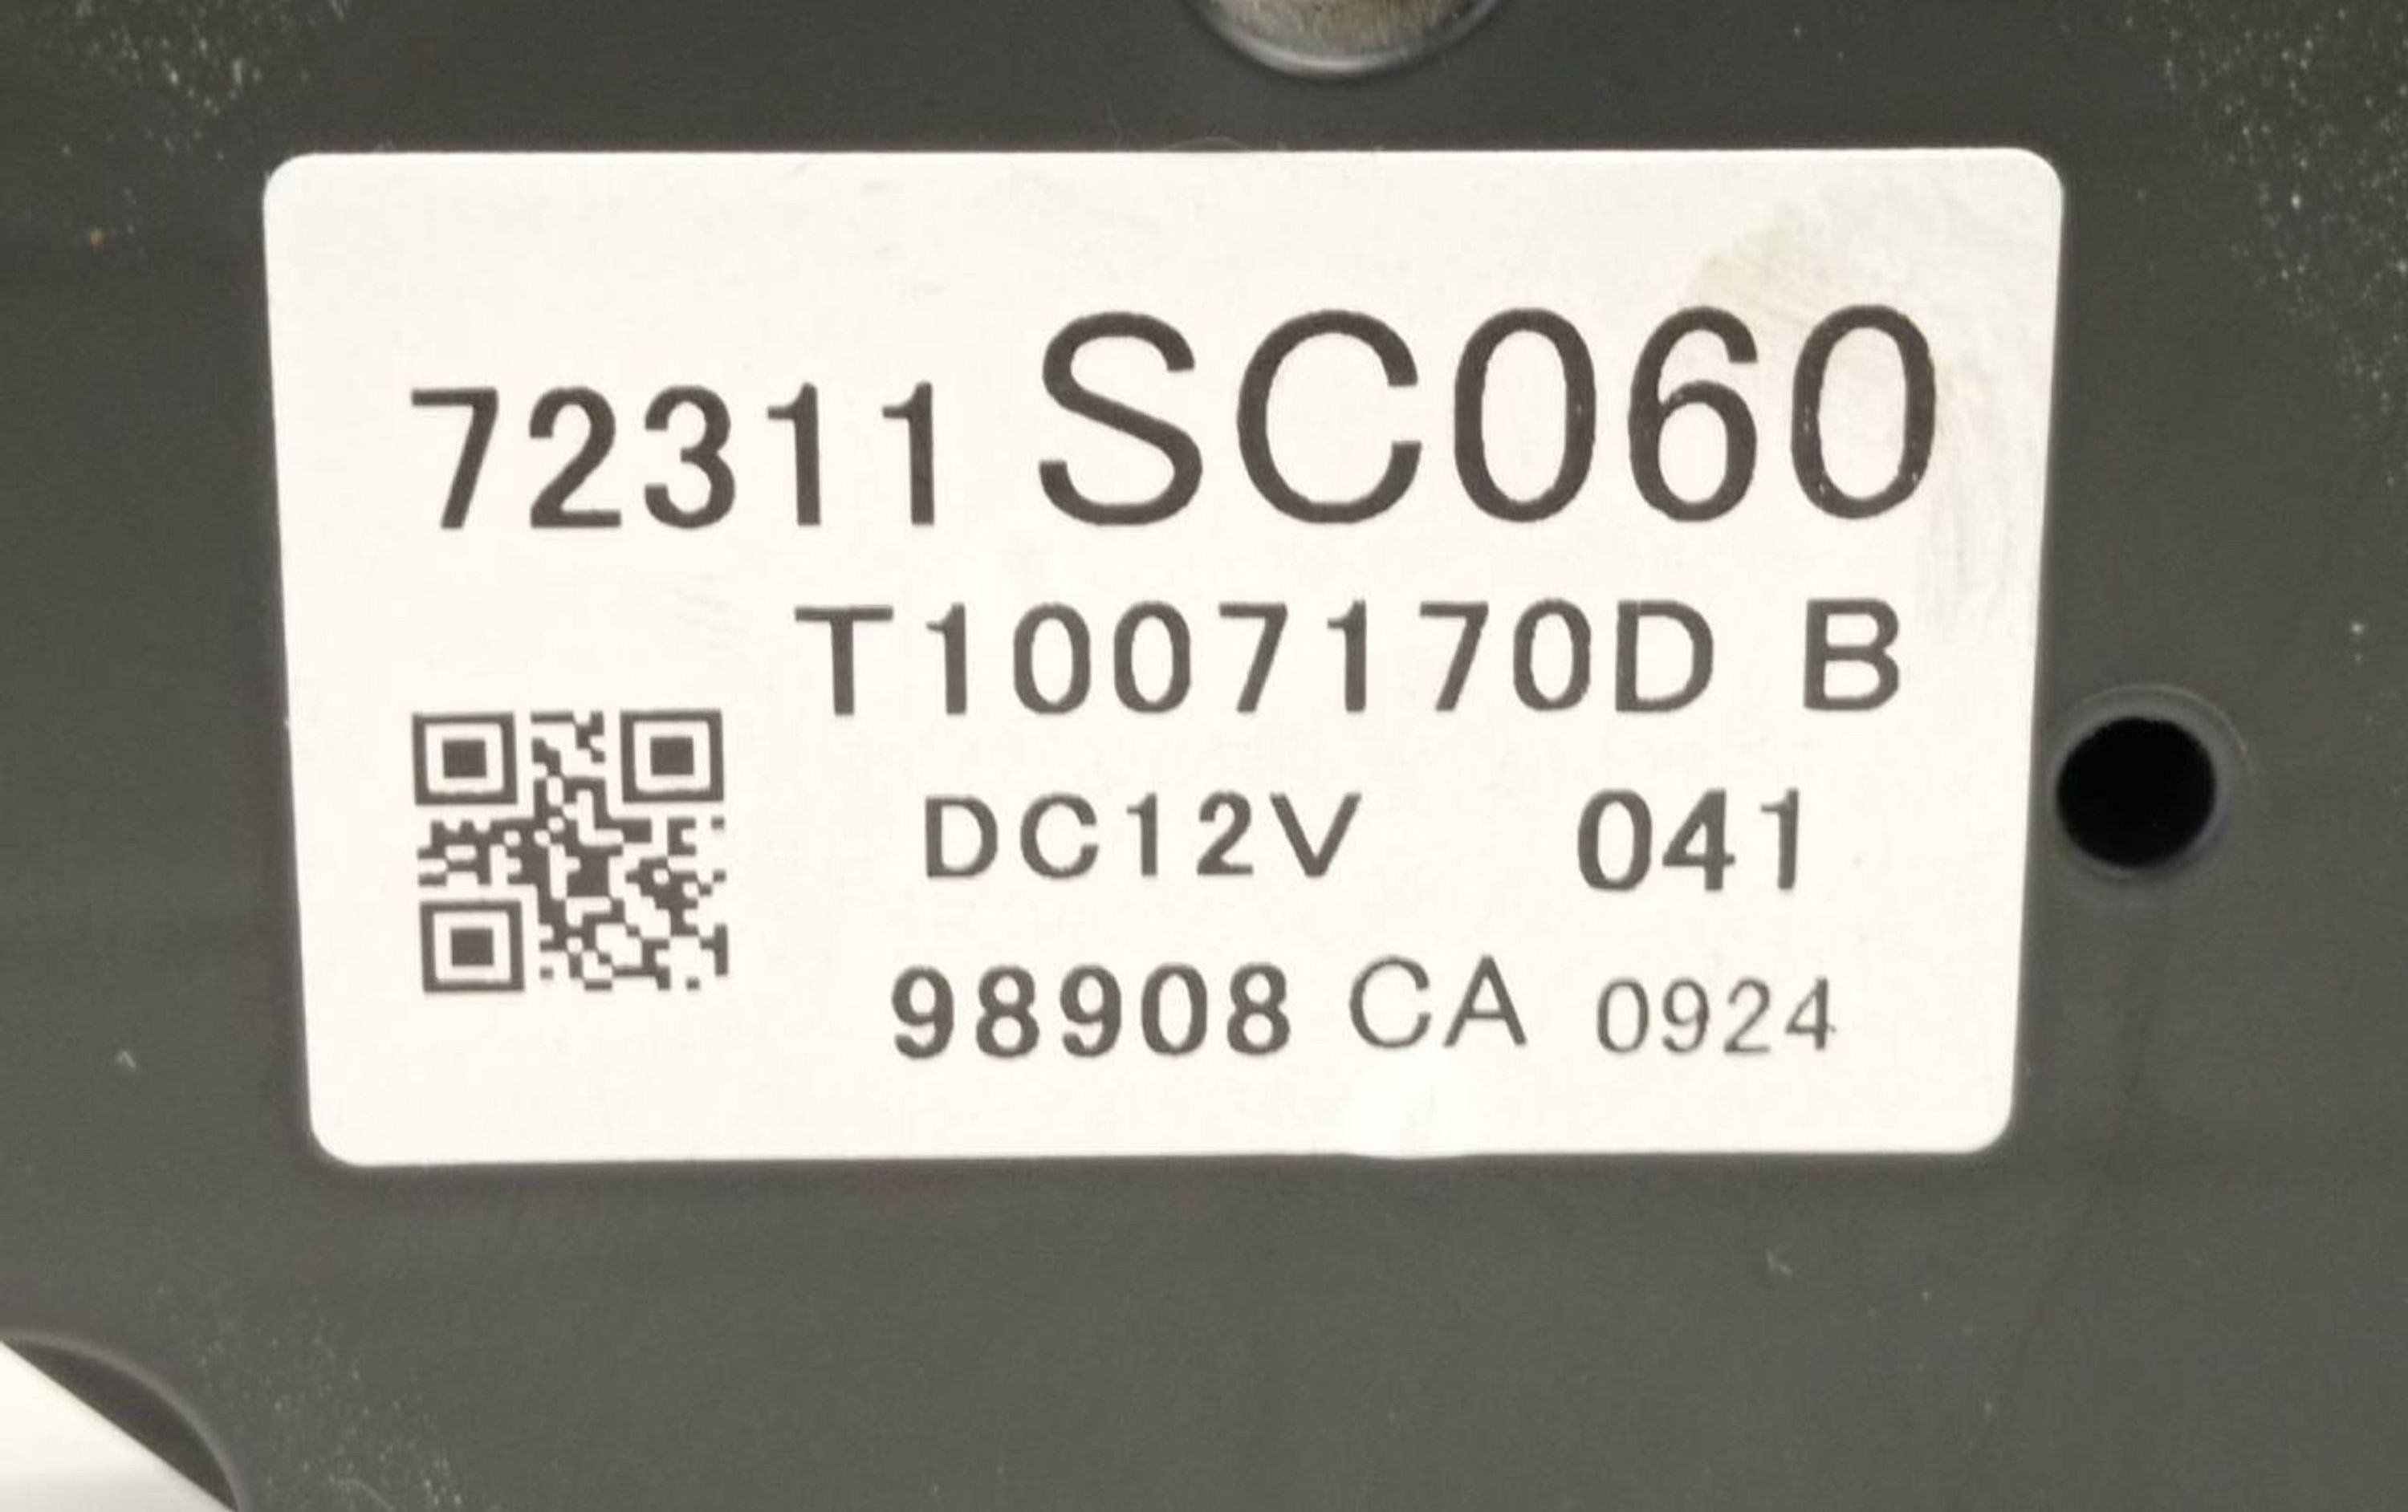 72311 SC060
T1007170D B
DC12V 041
98908 CA 0924